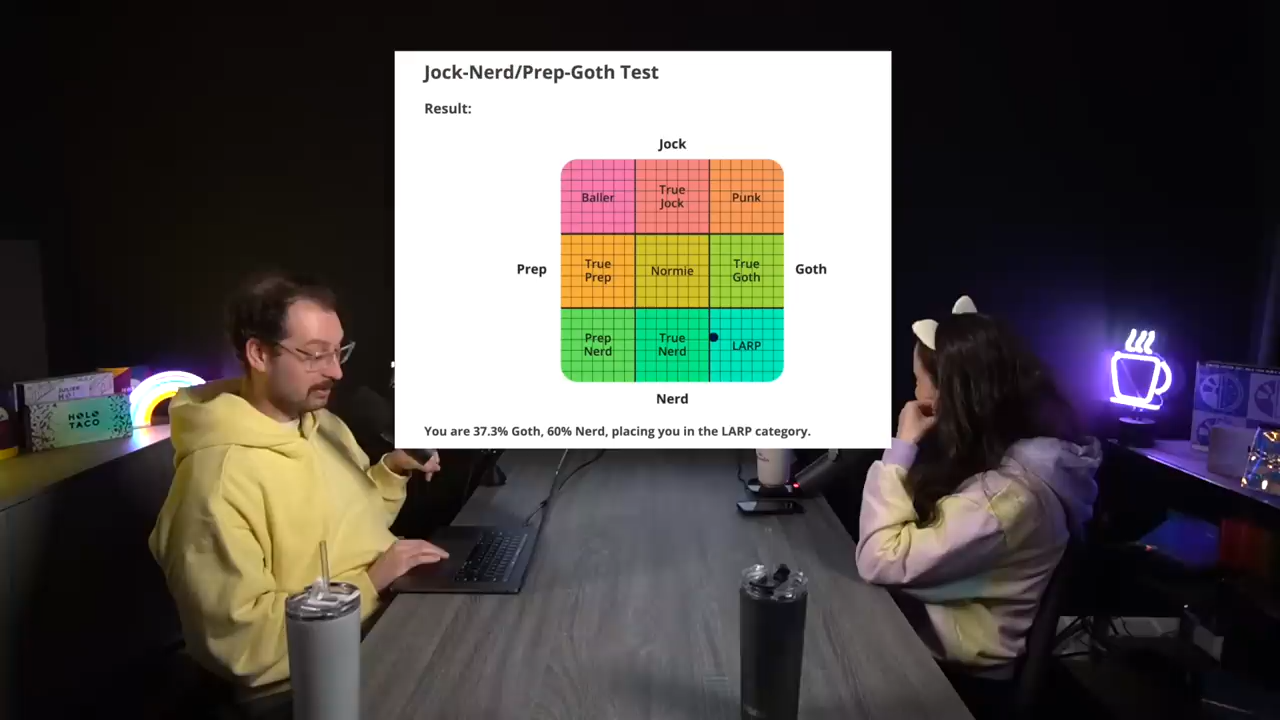 Jock-Nerd/Prep-Goth Test
Result:
Jock
Baller
True
Jock
Punk
Prep
True
Prep
Normie
True
Goth
Goth
Prep
Nerd
True
Nerd
LARP
Nerd
You are 37.3% Goth, 60% Nerd, placing you in the LARP category.
HOLO
TACO